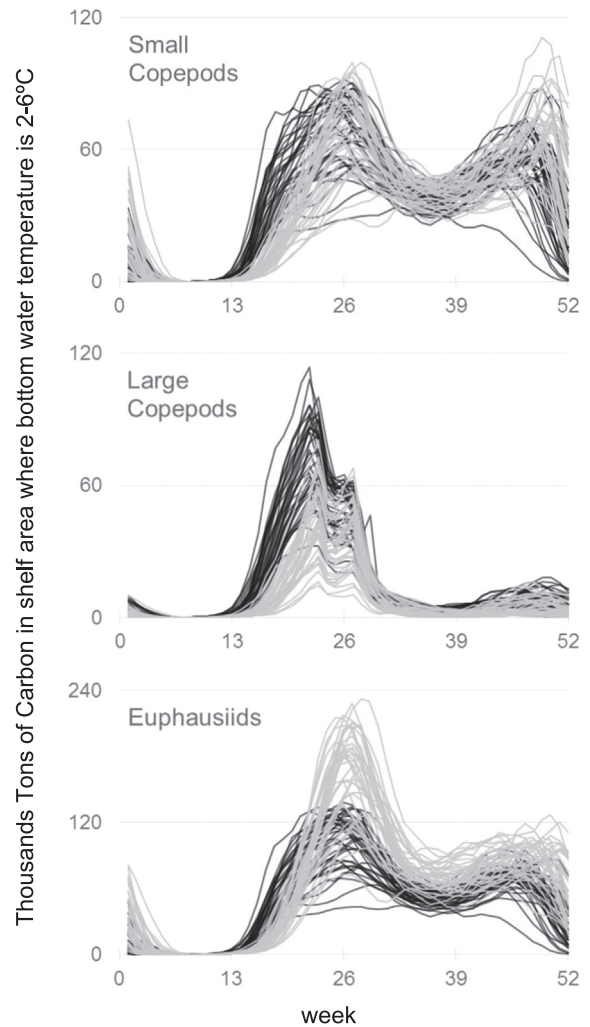 Thousands Tons of Carbon in shelf area where bottom water temperature is 2-6°C
120
Small
Copepods
60
0
0 13 26 39 52
120
Large
Copepods
60
0
0 13 26 39 52
240
Euphausiids
120
0
0 13 26 39 52
week